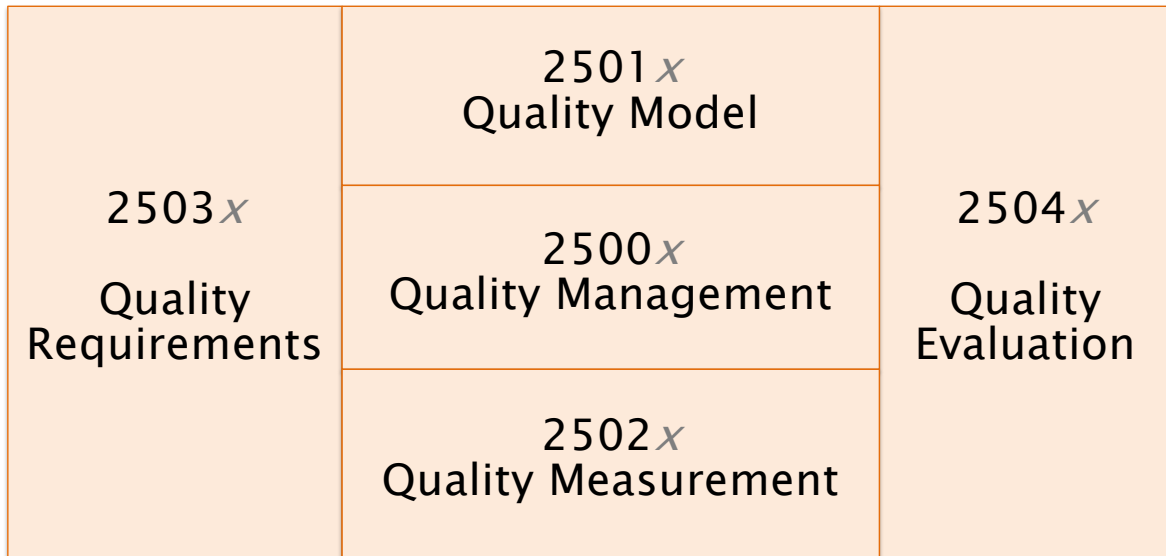 2503x
Quality
Requirements
2501x
Quality Model
2500x
Quality Management
2502x
Quality Measurement
2504x
Quality
Evaluation